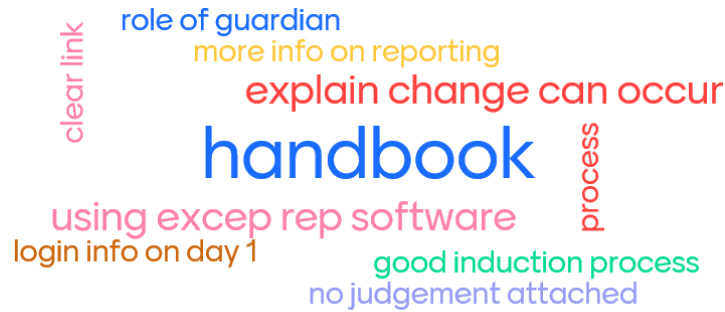 role of guardian
clear link
more info on reporting
explain change can occur
handbook
process
using excep rep software
login info on day 1
good induction process
no judgement attached